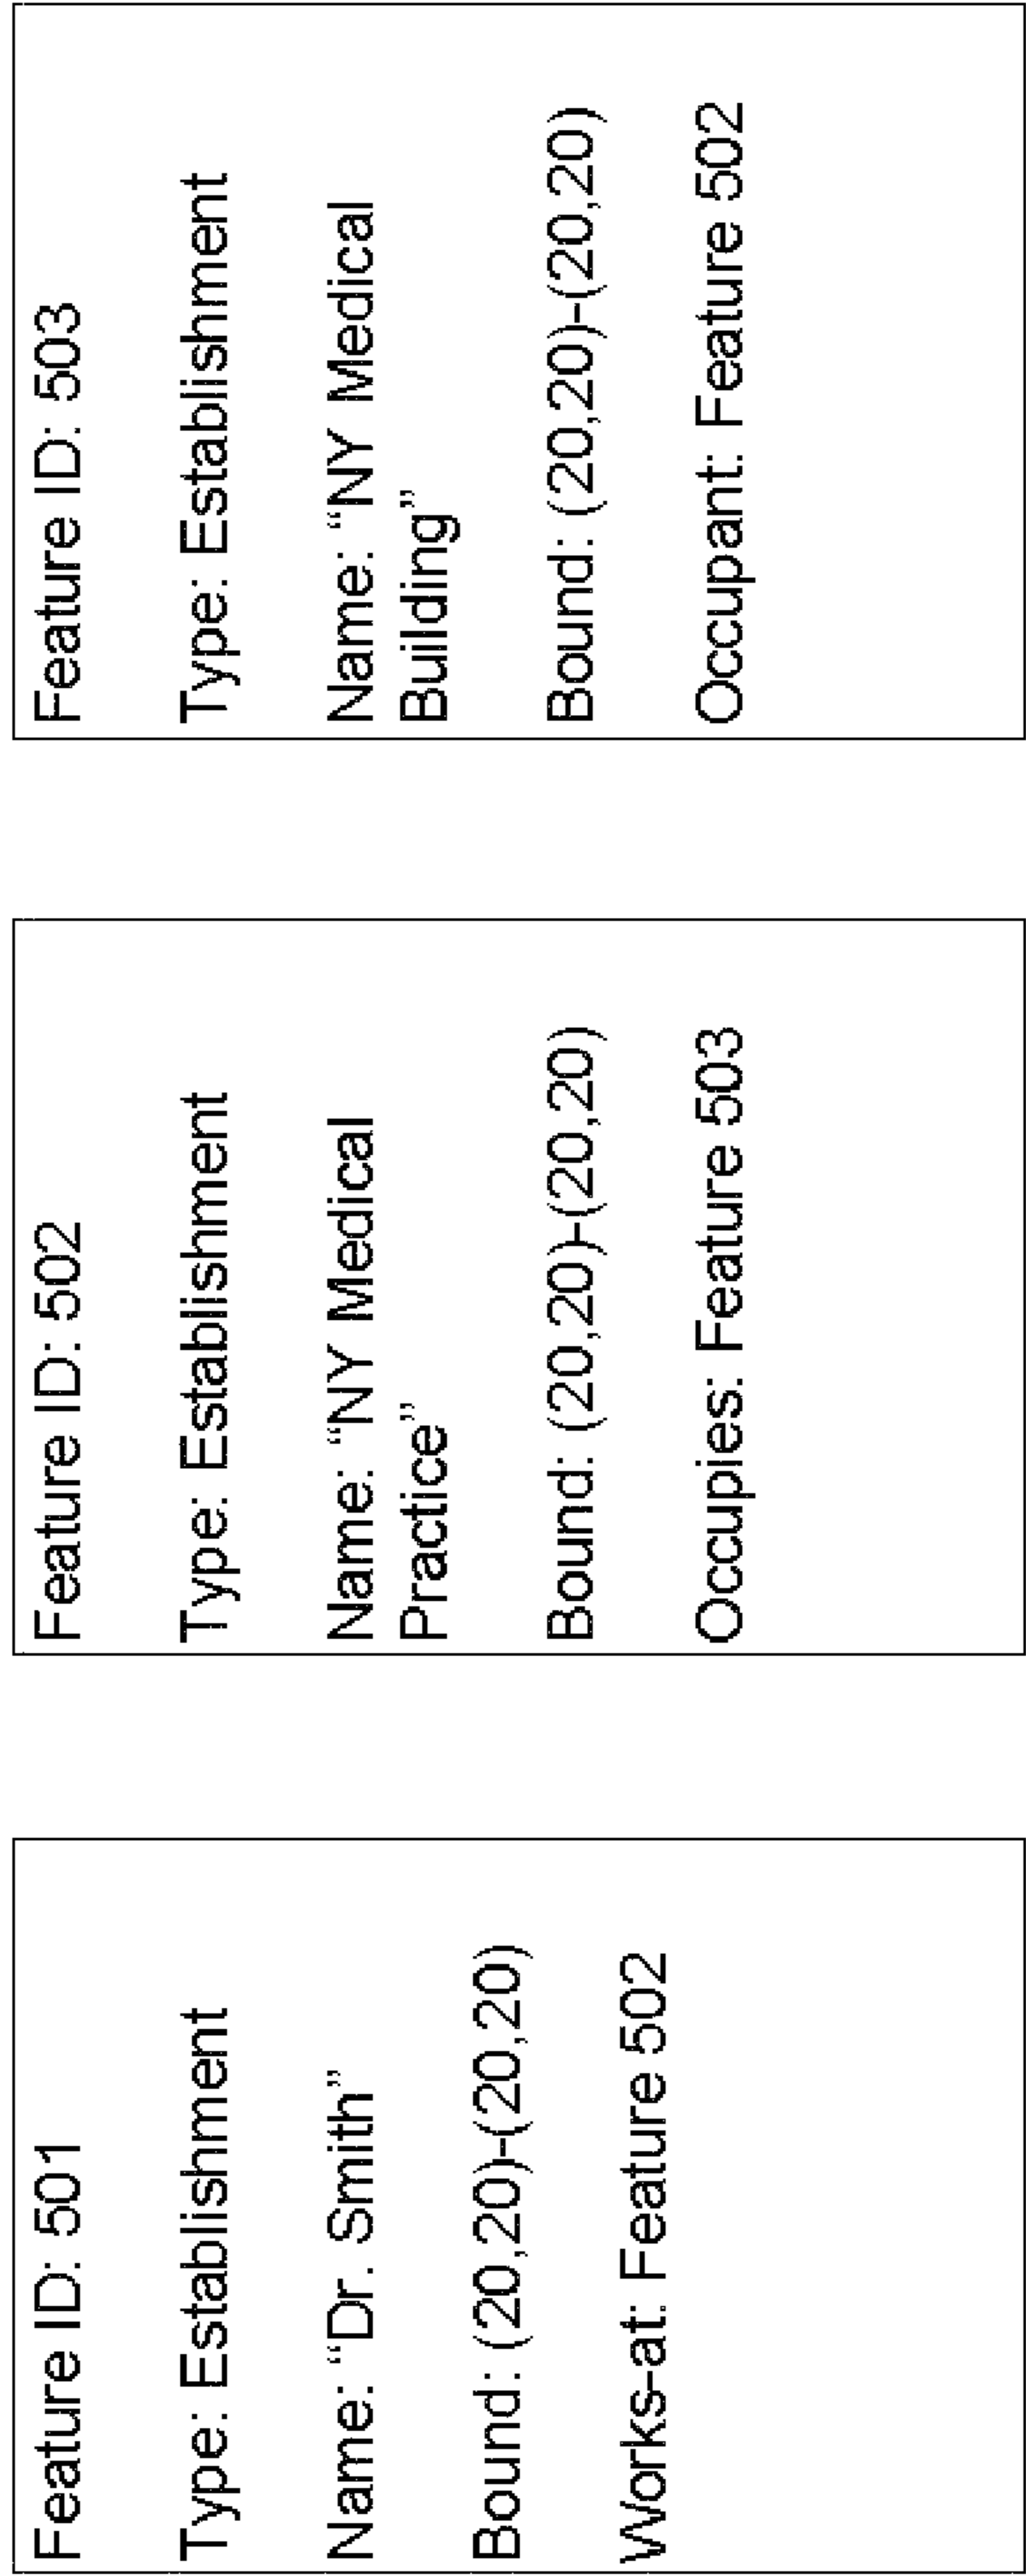 Feature ID: 501
Type: Establishment
Name: “Dr. Smith”
Bound: (20,20)-(20,20)
Works-at: Feature 502
Feature ID: 502
Type: Establishment
Name: “NY Medical
Practice”
Bound: (20,20)-(20,20)
Occupies: Feature 503
Feature ID: 503
Type: Establishment
Name: “NY Medical
Building”
Bound: (20,20)-(20,20)
Occupant: Feature 502